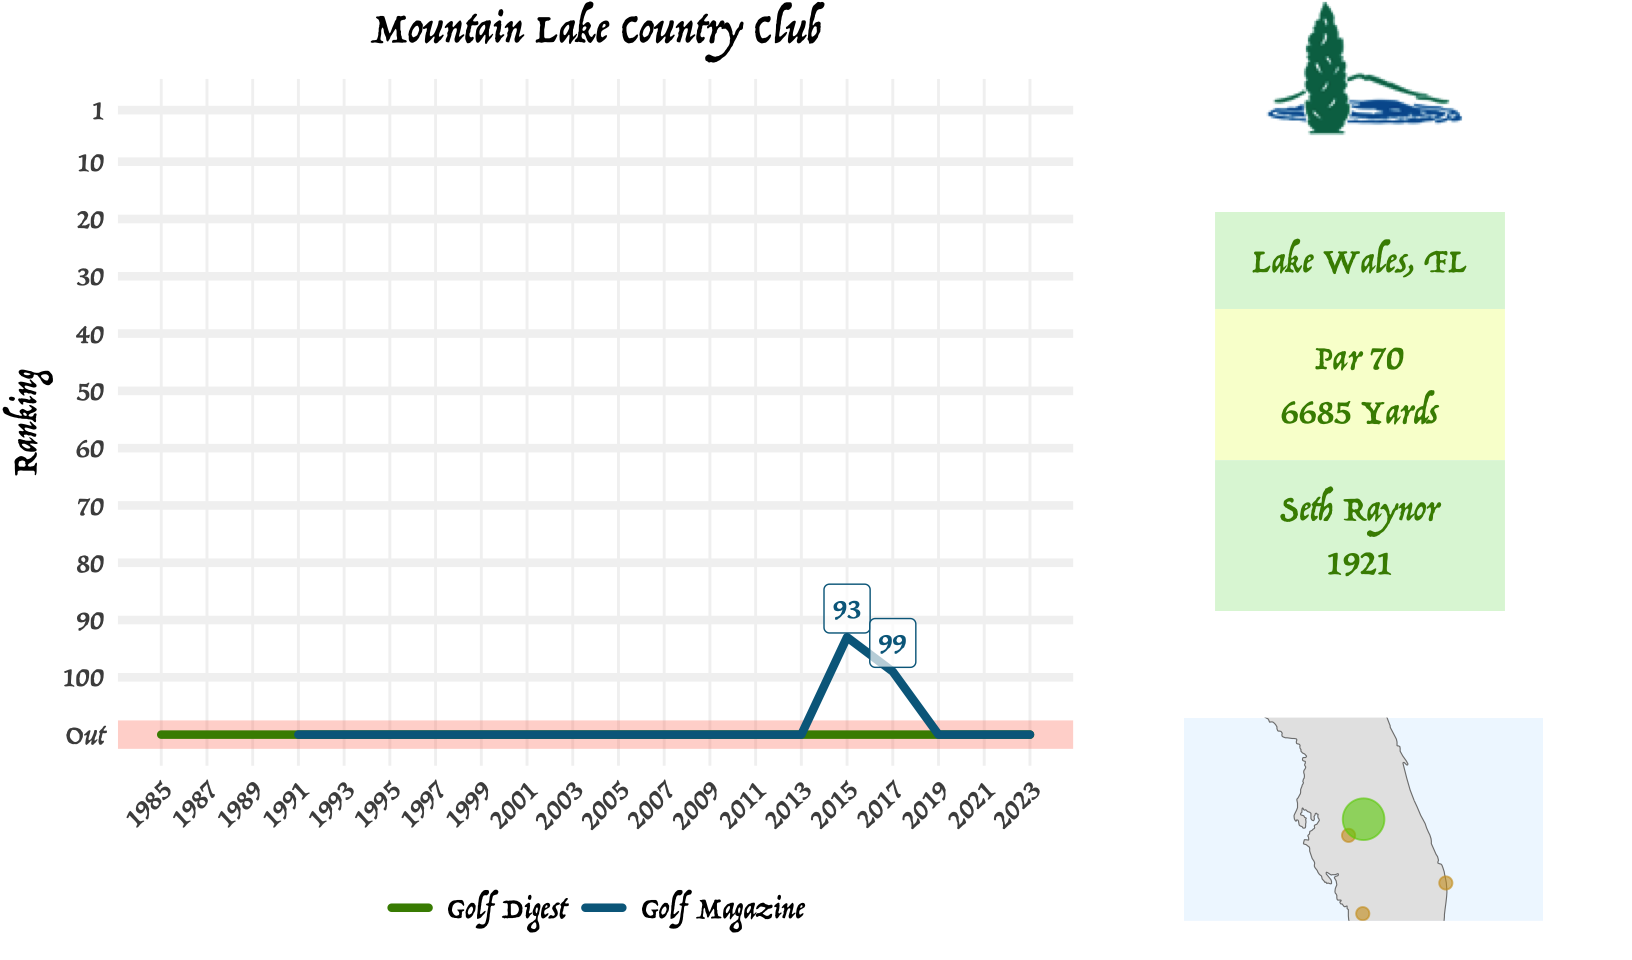 Mountain Lake Country Club
Ranking
1
10
20
30
40
50
60
70
80
90
100
Out
93
99
1985 1987 1989 1991 1993 1995 1997 1999 2001 2003 2005 2007 2009 2011 2013 2015 2017 2019 2021 2023
Golf Digest Golf Magazine
Lake Wales, FL
Par 70
6685 Yards
Seth Raynor
1921